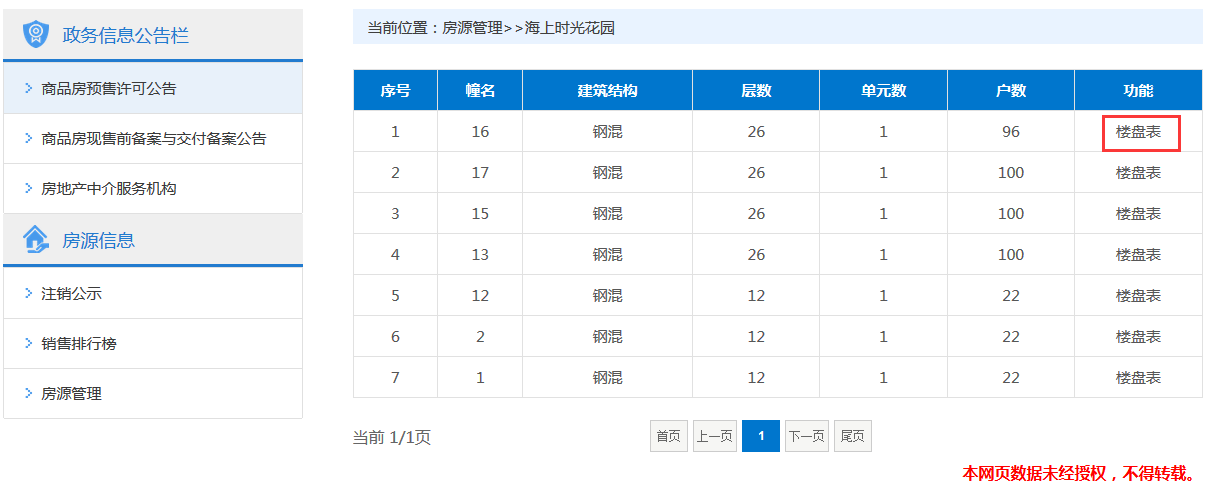 政务信息公告栏
商品房预售许可公告
商品房现售前备案与交付备案公告
房地产中介服务机构
房源信息
注销公示
销售排行榜
房源管理
当前位置：房源管理>>海上时光花园
序号 幢名 建筑结构 层数 单元数 户数 功能
1 16 钢混 26 1 96 楼盘表
2 17 钢混 26 1 100 楼盘表
3 15 钢混 26 1 100 楼盘表
4 13 钢混 26 1 100 楼盘表
5 12 钢混 12 1 22 楼盘表
6 2 钢混 12 1 22 楼盘表
7 1 钢混 12 1 22 楼盘表
当前 1/1页 首页 上一页 1 下一页 尾页
本网页数据未经授权，不得转载。